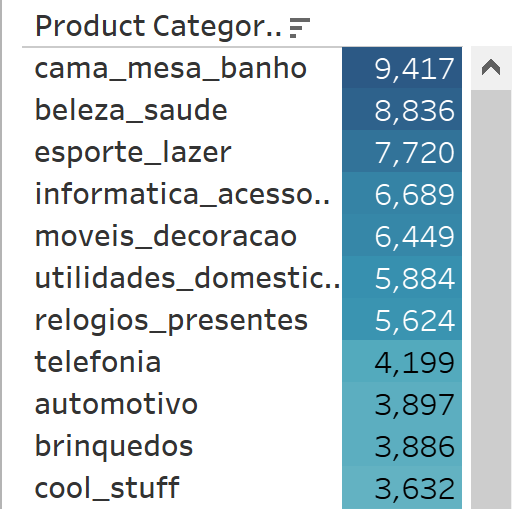 Product Categor..
cama_mesa_banho 9,417
beleza_saude 8,836
esporte_lazer 7,720
informatica_acesso.. 6,689
moveis_decoracao 6,449
utilidades_domestic.. 5,884
relogios_presentes 5,624
telefonia 4,199
automotivo 3,897
brinquedos 3,886
cool_stuff 3,632